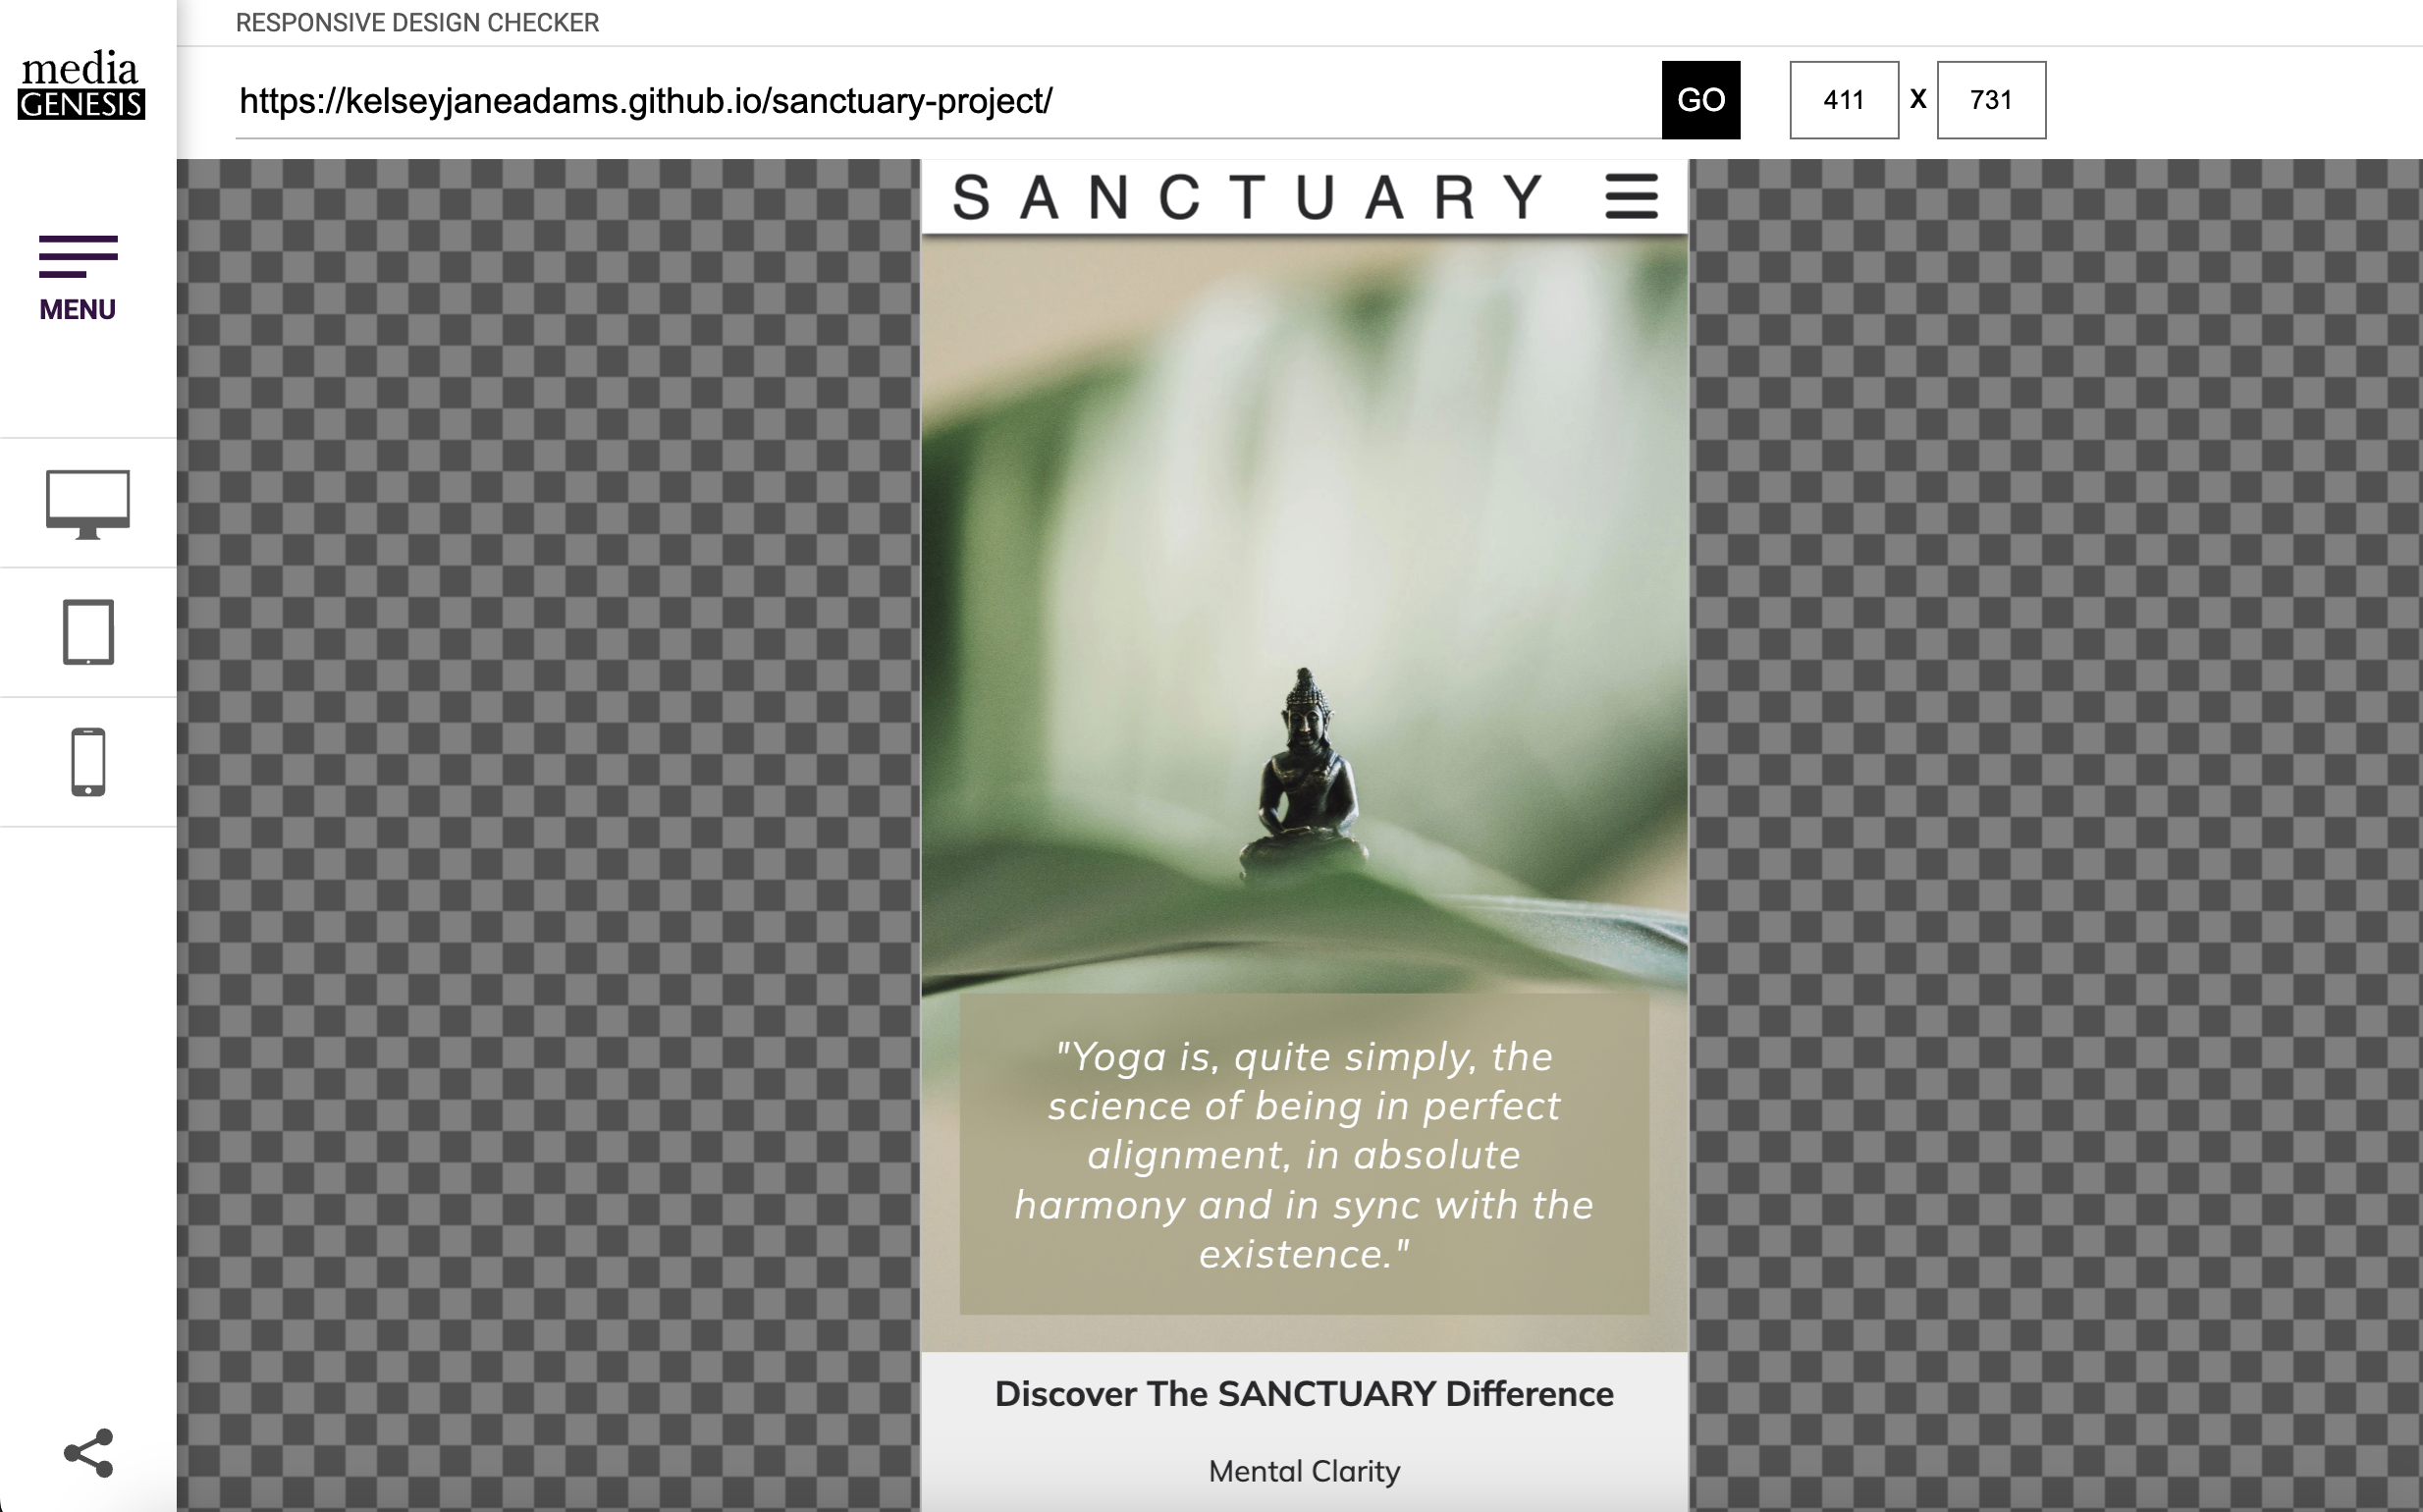 RESPONSIVE DESIGN CHECKER
media
GENESIS
https://kelseyjaneadams.github.io/sanctuary-project/
GO
411
X
731
MENU
SANCTUARY
"Yoga is, quite simply, the
science of being in perfect
alignment, in absolute
harmony and in sync with the
existence."
Discover The SANCTUARY Difference
Mental Clarity